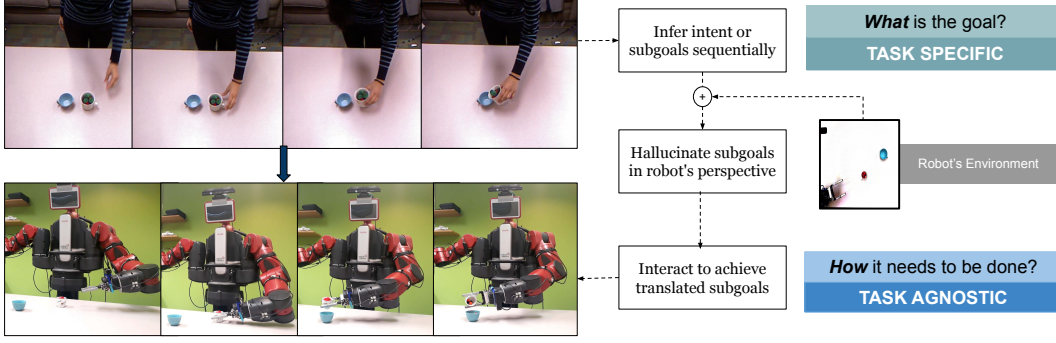 Infer intent or
subgoals sequentially
What is the goal?
TASK SPECIFIC
+
Hallucinate subgoals
in robot's perspective
Robot's Environment
Interact to achieve
translated subgoals
How it needs to be done?
TASK AGNOSTIC